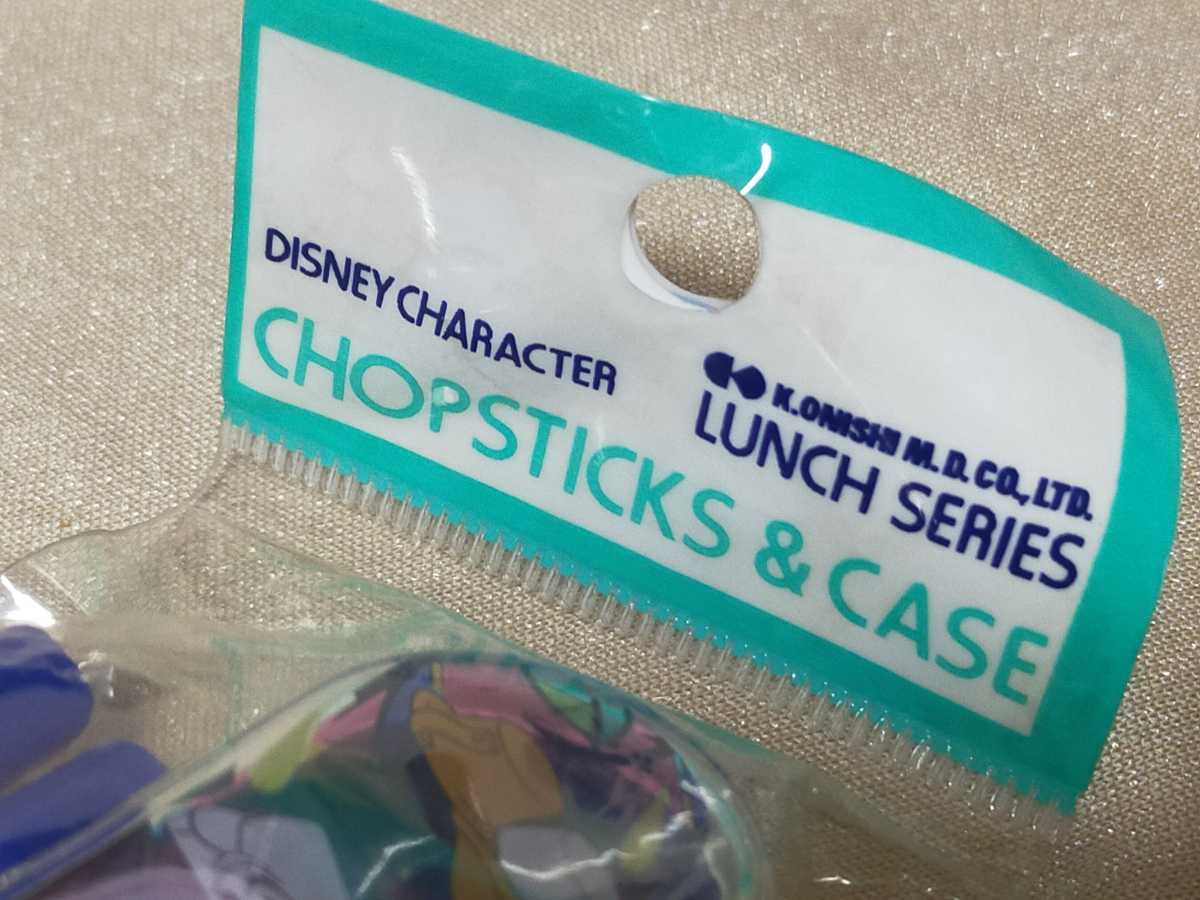 DISNEY CHARACTER
CHOPSTICKS & CASE
K.ONISHI M.D.CO.,LTD.
LUNCH SERIES